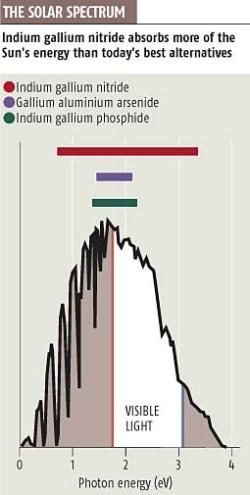 THE SOLAR SPECTRUM
Indium gallium nitride absorbs more of the
Sun's energy than today's best alternatives
Indium gallium nitride
Gallium aluminium arsenide
Indium gallium phosphide
VISIBLE
LIGHT
0 1 2 3 4
Photon energy (eV)